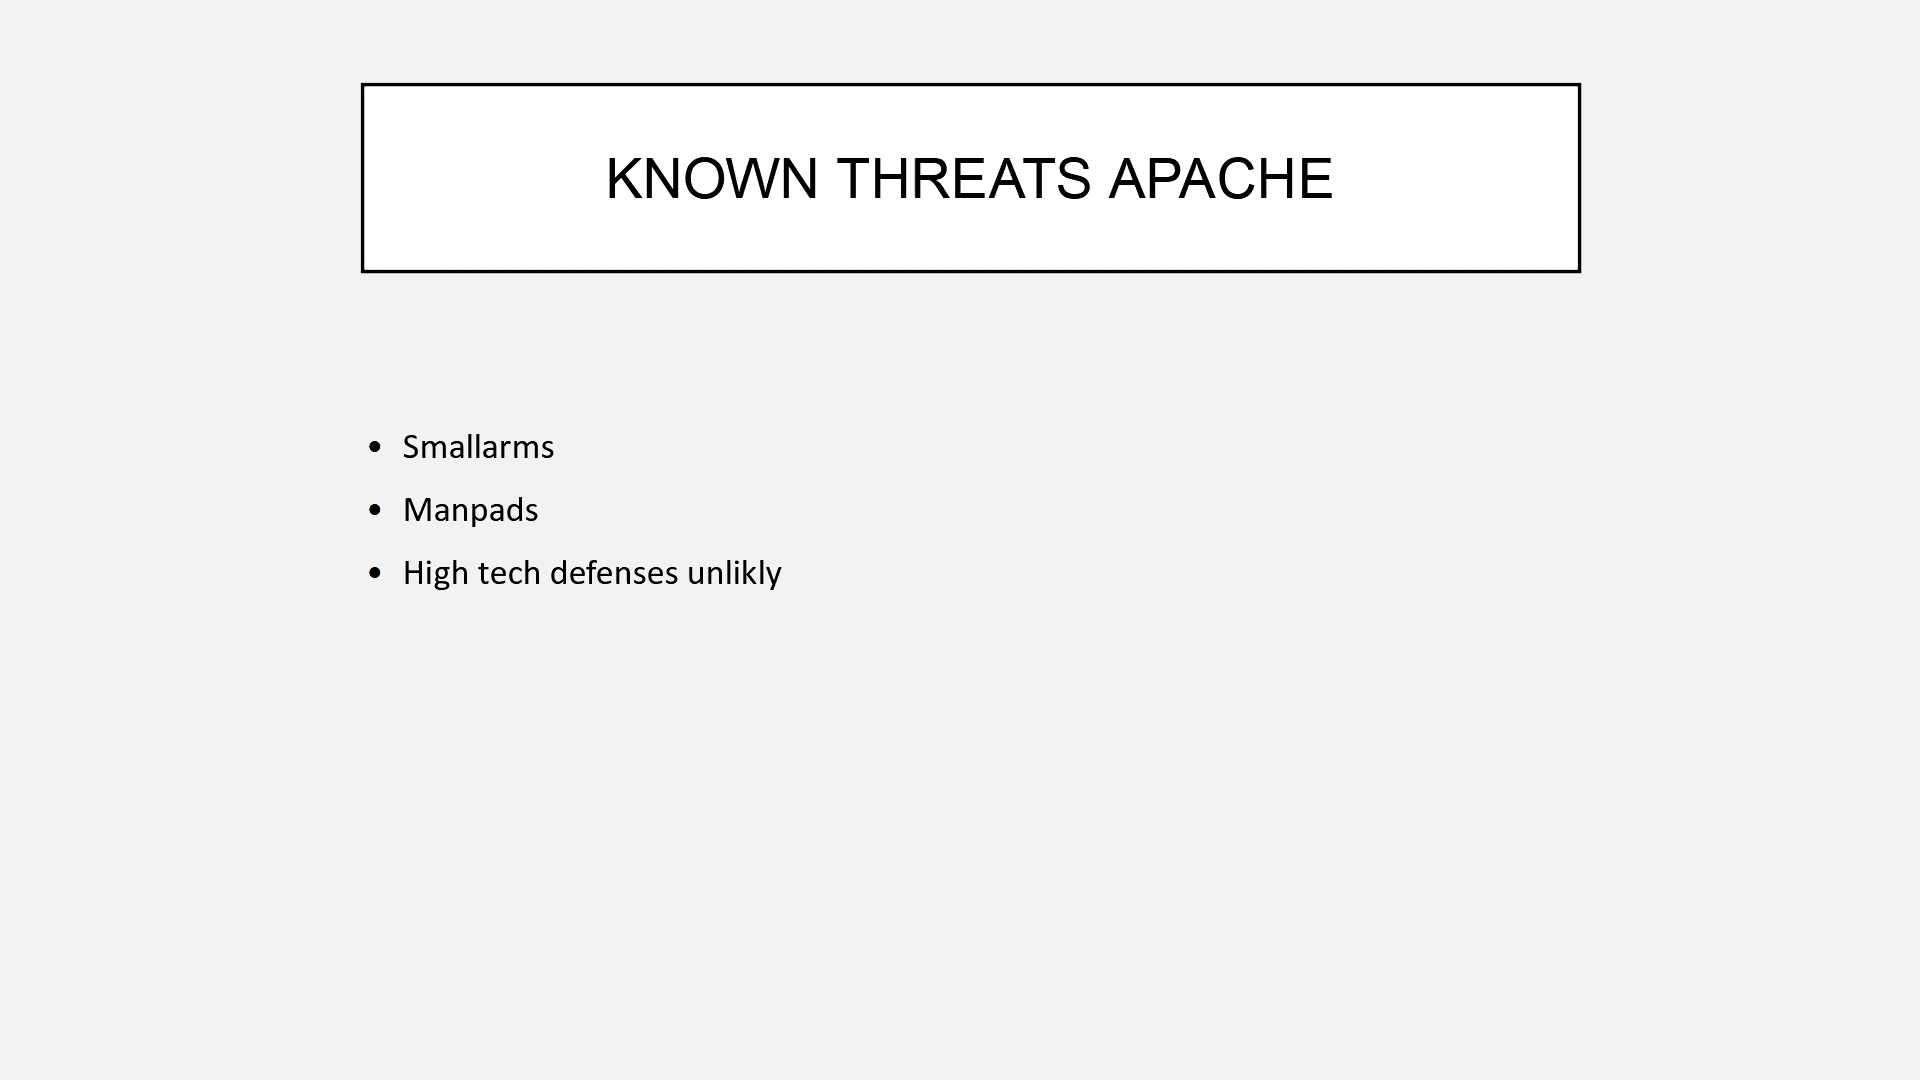 KNOWN THREATS APACHE
• Smallarms
• Manpads
• High tech defenses unlikly